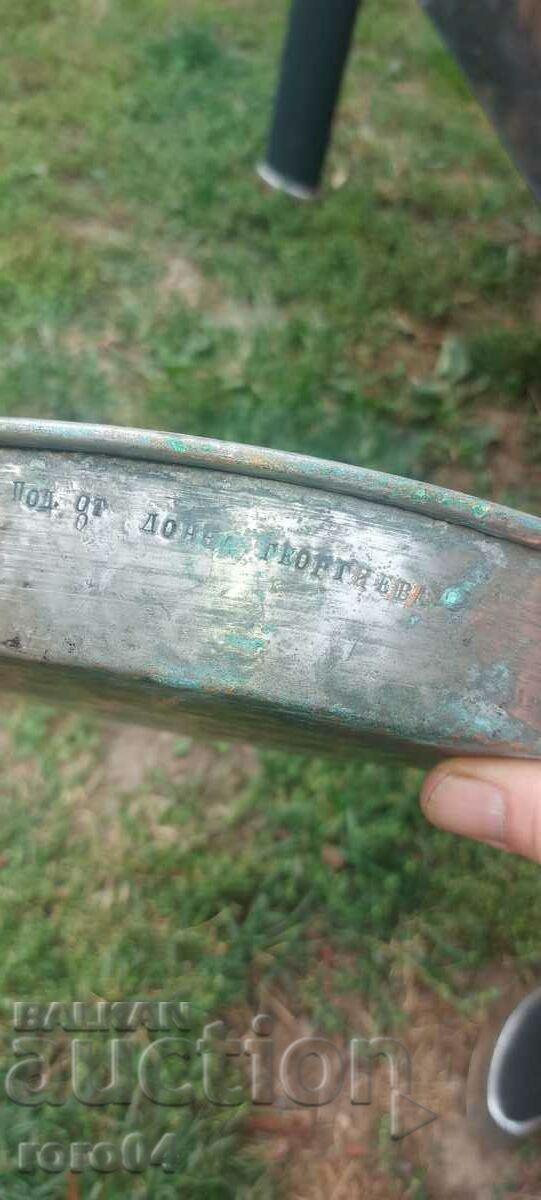 Под. от ДОНКА ГЕОРГИЕВА
BALKAN
auction
roro04